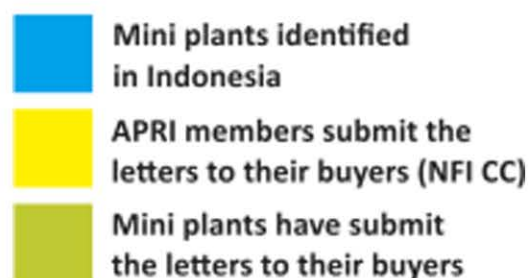 Mini plants identified
in Indonesia
APRI members submit the
letters to their buyers (NFI CC)
Mini plants have submit
the letters to their buyers